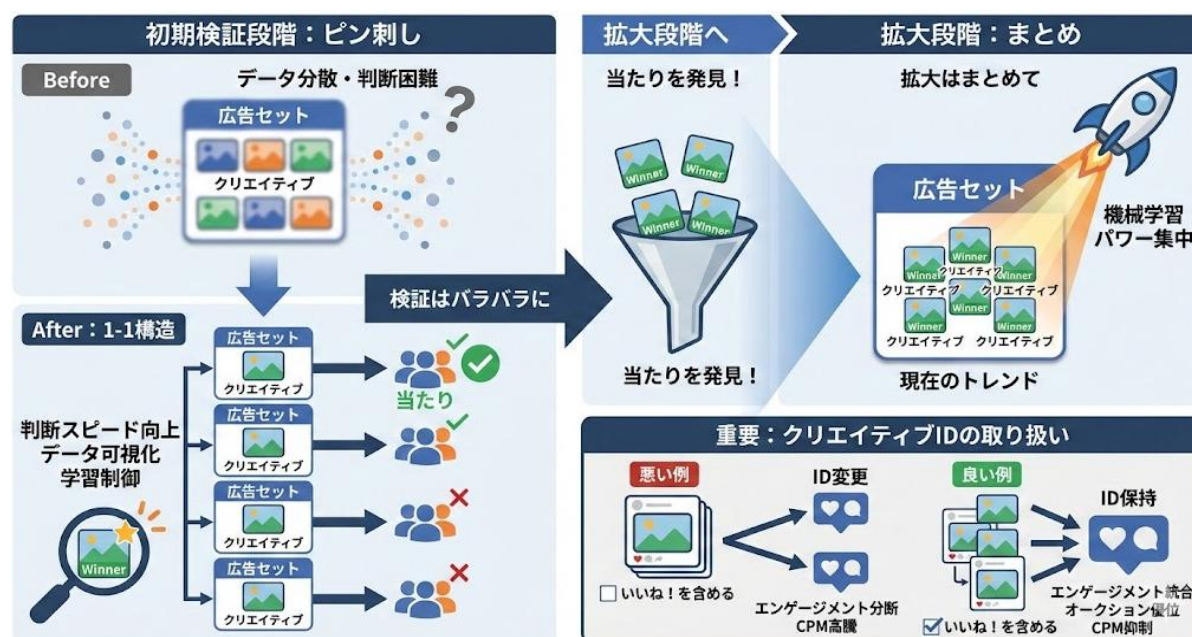 初期検証段階：ピン刺し
Before
データ分散・判断困難
広告セット
クリエイティブ
?
After：1-1構造
判断スピード向上
データ可視化
学習制御
Winner
広告セット
クリエイティブ
当たり
広告セット
クリエイティブ
広告セット
クリエイティブ
広告セット
クリエイティブ
検証はバラバラに
拡大段階へ
当たりを発見！
Winner
Winner
Winner
Winner
当たりを発見！
拡大段階：まとめ
拡大はまとめて
広告セット
Winner
クリエイティブ
Winner
クリエイティブ
Winner
クリエイティブ
Winner
クリエイティブ
Winner
Winner
クリエイティブ
機械学習
パワー集中
現在のトレンド
重要：クリエイティブIDの取り扱い
悪い例
いいね！を含める
ID変更
エンゲージメント分断
CPM高騰
良い例
いいね！を含める
ID保持
エンゲージメント統合
オークション優位
CPM抑制